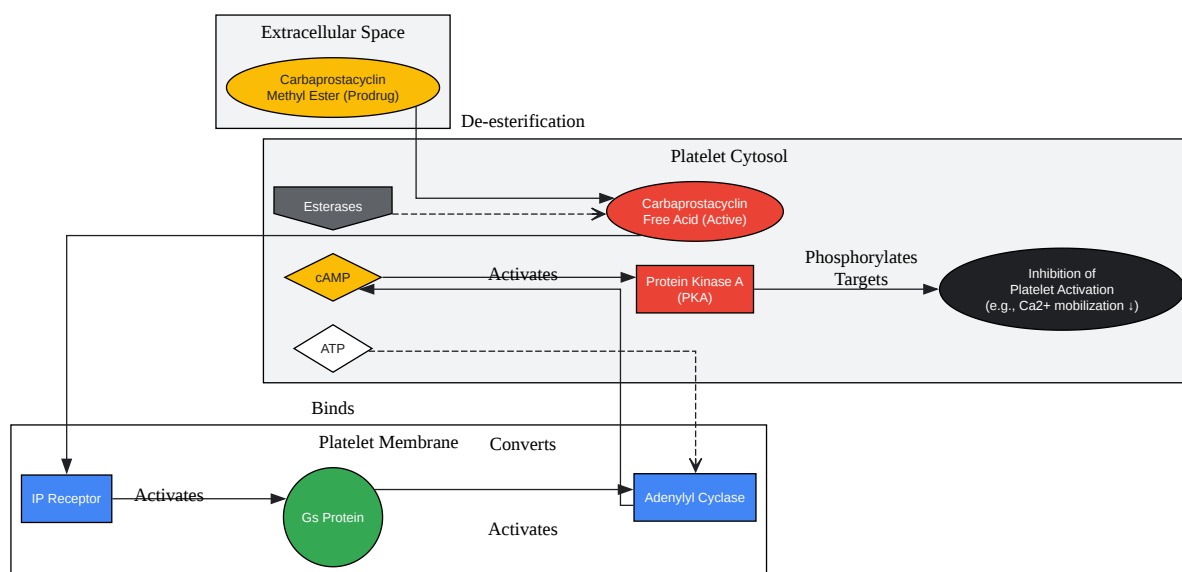 Extracellular Space
Carbaprostacyclin
Methyl Ester (Prodrug)
De-esterification
Platelet Cytosol
Esterases
Carbaprostacyclin
Free Acid (Active)
cAMP
Activates
Protein Kinase A
(PKA)
Phosphorylates
Targets
Inhibition of
Platelet Activation
(e.g., Ca2+ mobilization ↓)
ATP
Binds
Platelet Membrane
Converts
IP Receptor
Activates
Gs Protein
Activates
Adenylyl Cyclase